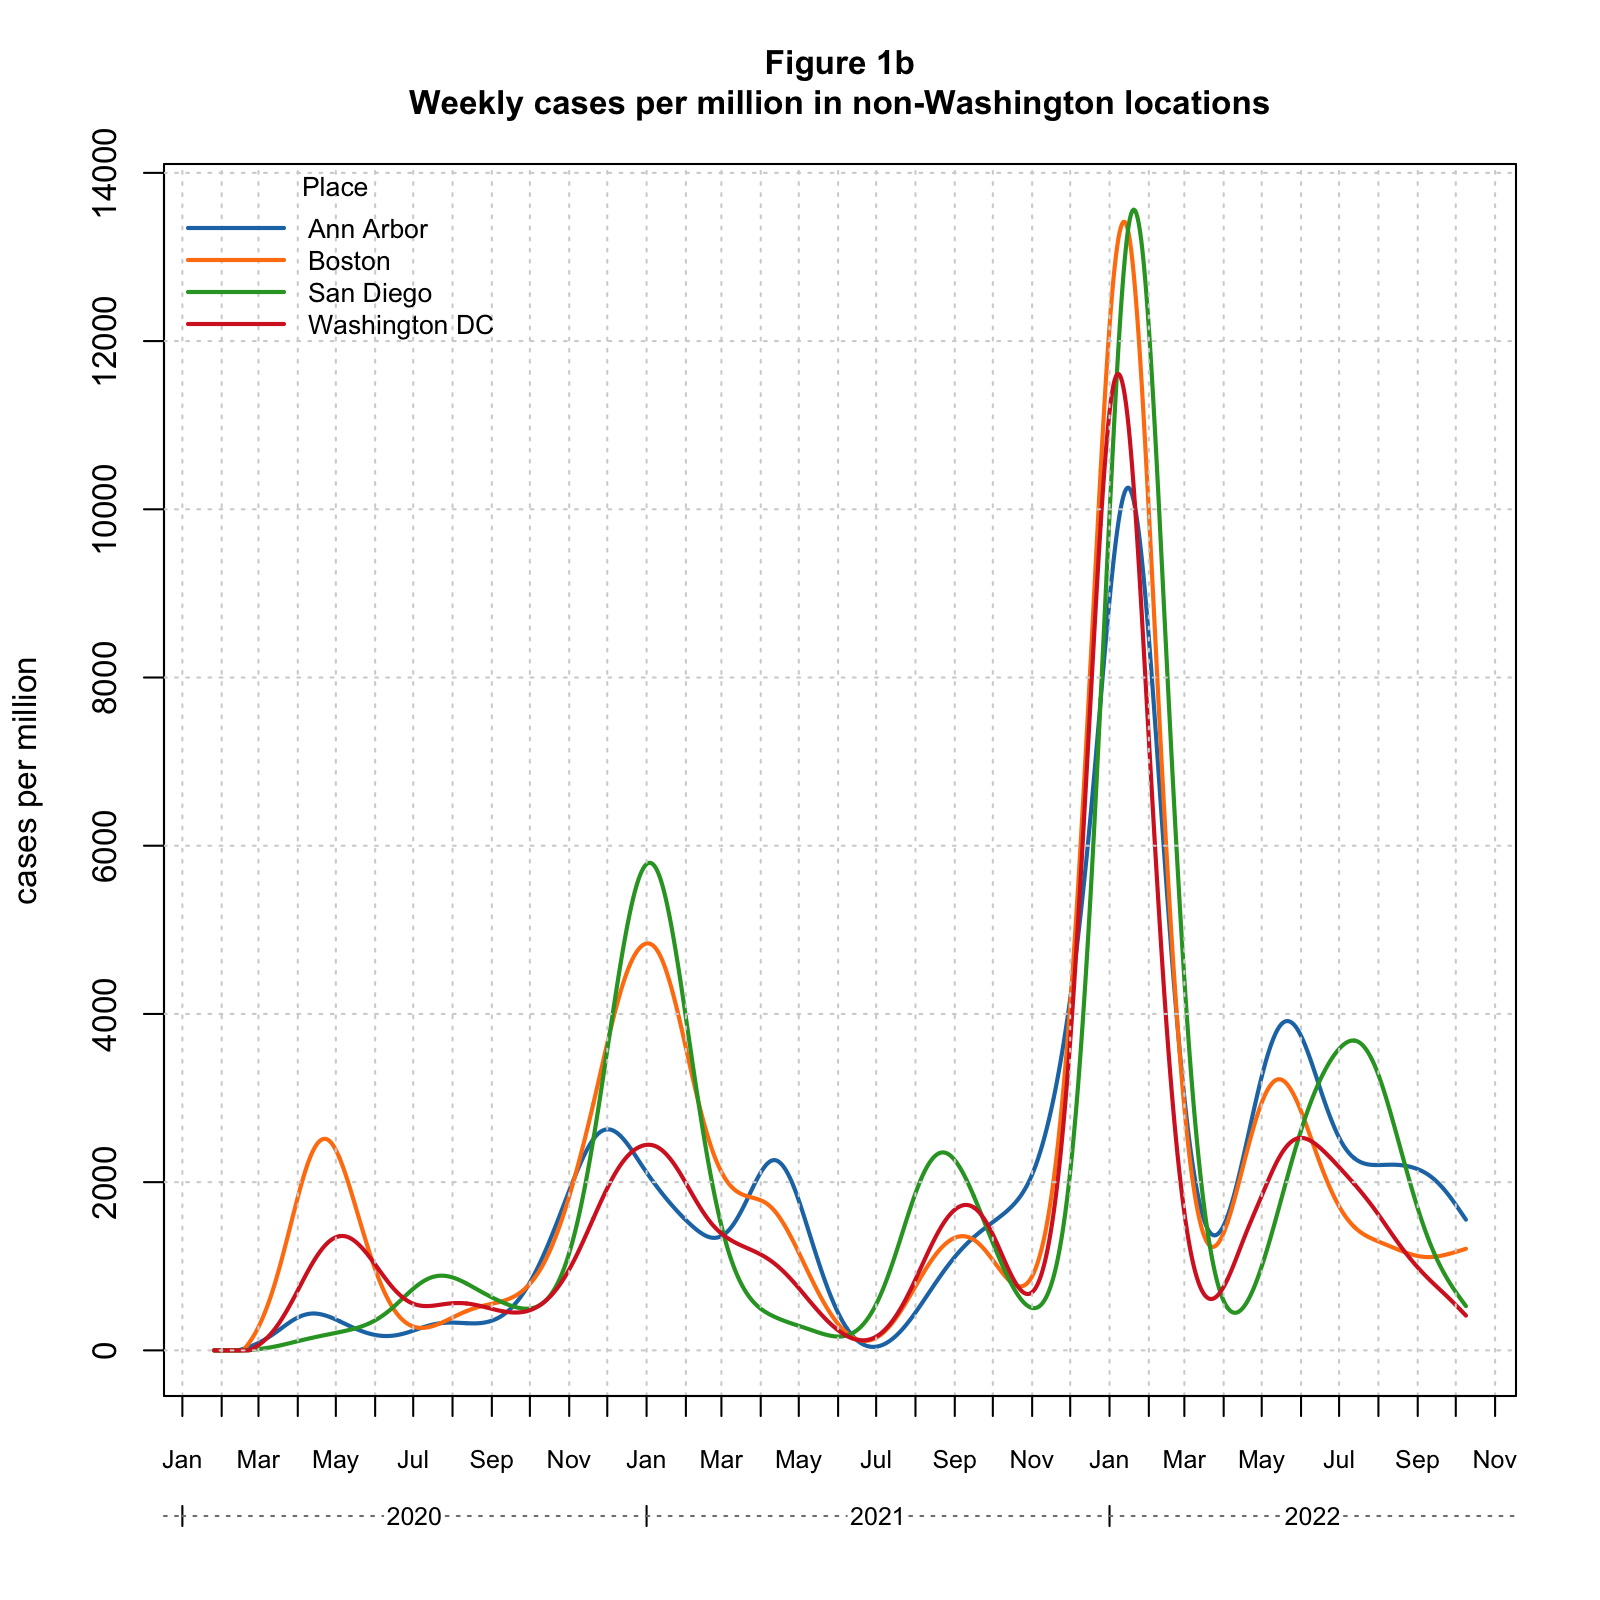 Figure 1b
Weekly cases per million in non-Washington locations
cases per million
14000
12000
10000
8000
6000
4000
2000
0
Place
Ann Arbor
Boston
San Diego
Washington DC
Jan Mar May Jul Sep Nov Jan Mar May Jul Sep Nov Jan Mar May Jul Sep Nov
2020 2021 2022